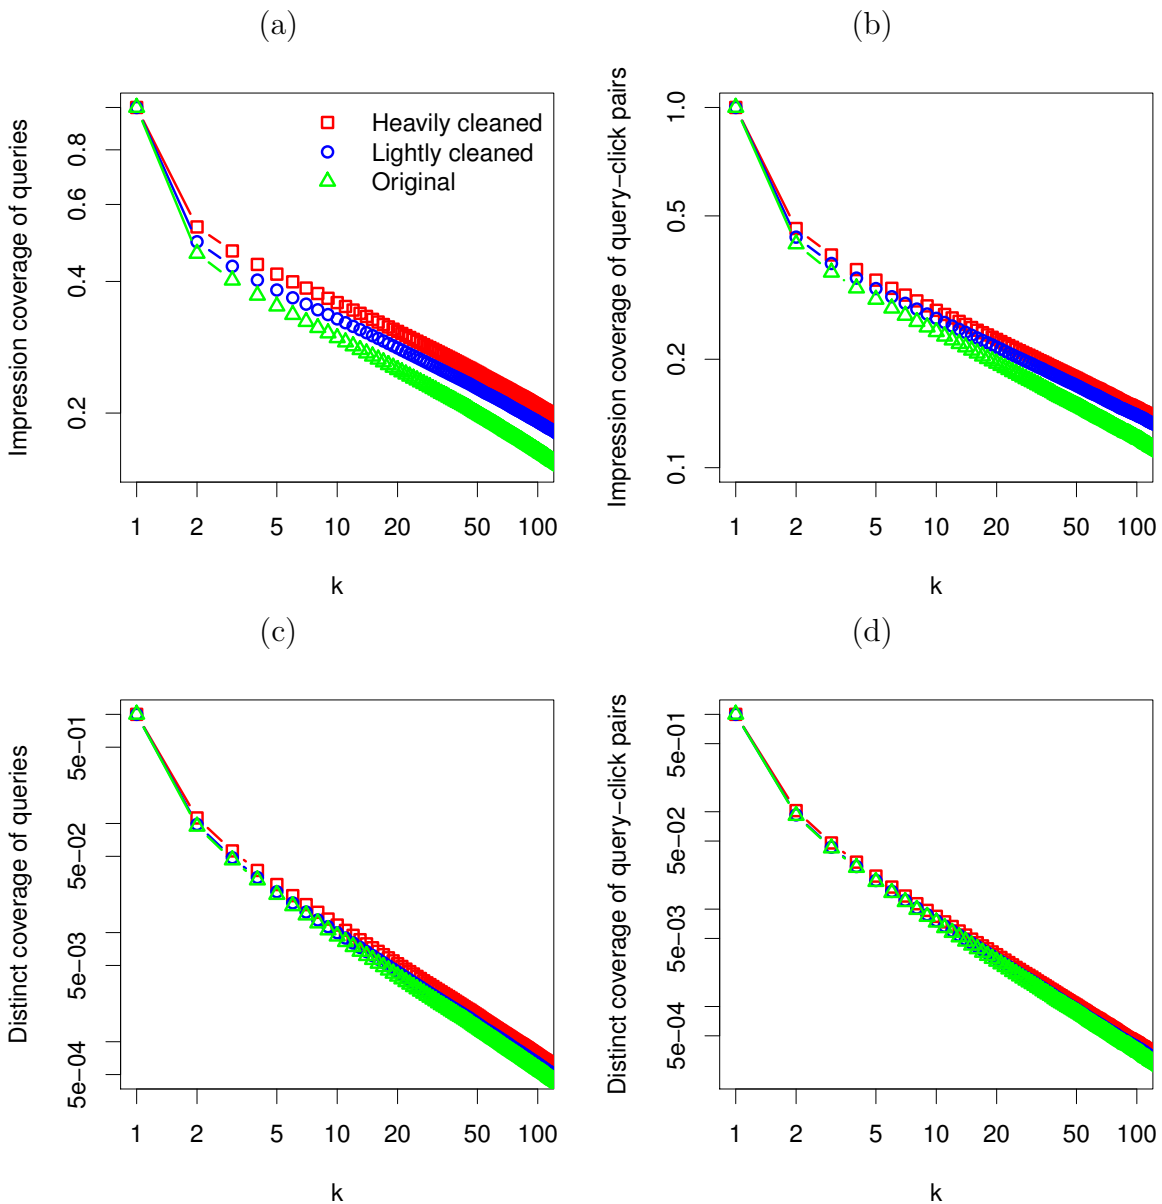 (a)
Impression coverage of queries
0.8
0.6
0.4
0.2
Heavily cleaned
Lightly cleaned
Original
1 2 5 10 20 50 100
k
(b)
Impression coverage of query−click pairs
1.0
0.5
0.2
0.1
1 2 5 10 20 50 100
k
(c)
Distinct coverage of queries
5e−01
5e−02
5e−03
5e−04
1 2 5 10 20 50 100
k
(d)
Distinct coverage of query−click pairs
5e−01
5e−02
5e−03
5e−04
1 2 5 10 20 50 100
k